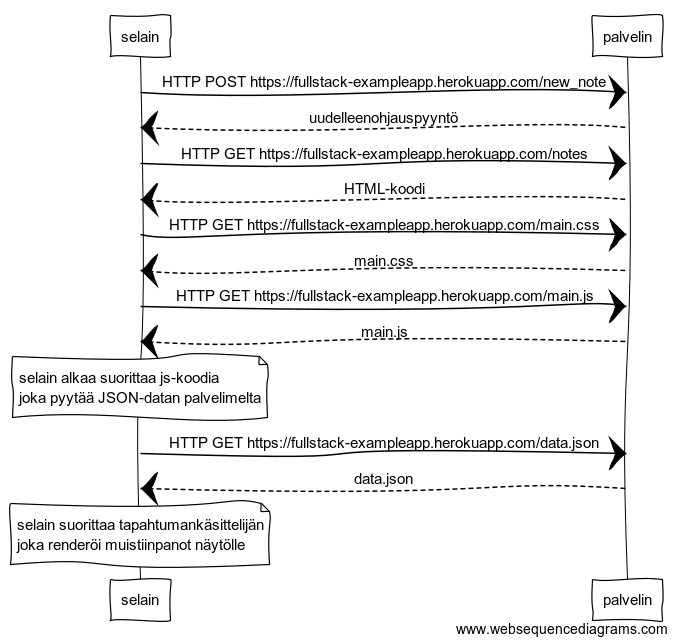 selain palvelin
HTTP POST https://fullstack-exampleapp.herokuapp.com/new_note
uudelleenohjauspyyntö
HTTP GET https://fullstack-exampleapp.herokuapp.com/notes
HTML-koodi
HTTP GET https://fullstack-exampleapp.herokuapp.com/main.css
main.css
HTTP GET https://fullstack-exampleapp.herokuapp.com/main.js
main.js
selain alkaa suorittaa js-koodia
joka pyytää JSON-datan palvelimelta
HTTP GET https://fullstack-exampleapp.herokuapp.com/data.json
data.json
selain suorittaa tapahtumankäsittelijän
joka renderöi muistiinpanot näytölle
selain palvelin
www.websequencediagrams.com